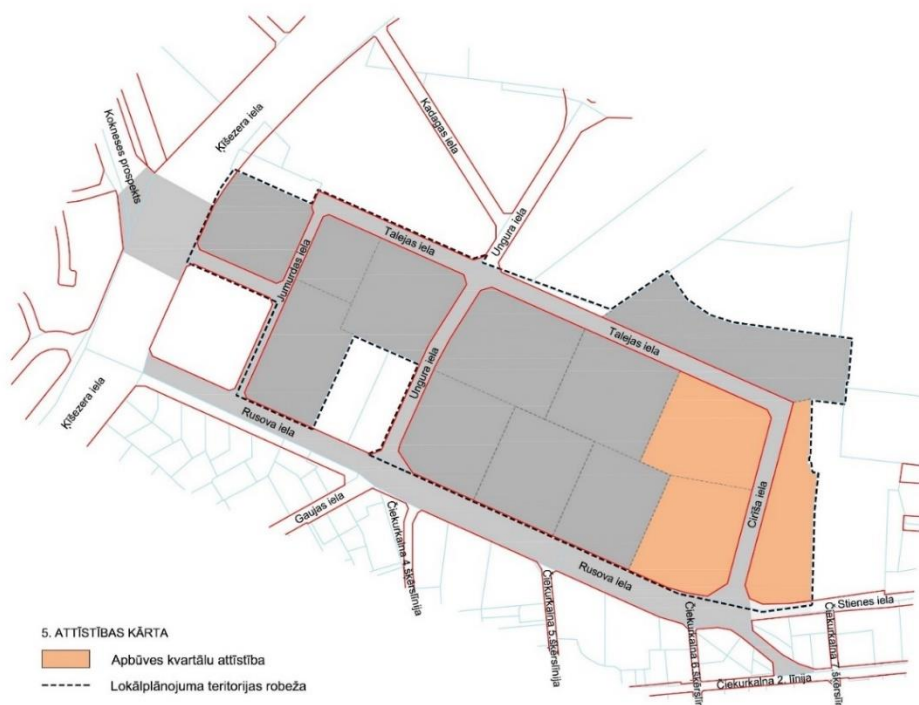 Kokneses prospekts
Ķīšezera iela
Kadagas iela
Ungura iela
Talejas iela
Jumurdas iela
Talejas iela
Ungura iela
Ķīšezera iela
Rusova iela
Cirīša iela
Gaujas iela
Čiekurkalna 4.šķērslīnija
Rusova iela
Čiekurkalna 5.šķērslīnija
Stienes iela
Čiekurkalna 6.šķērslīnija
Čiekurkalna 7.šķērslīnija
Čiekurkalna 2. līnija
5. ATTĪSTĪBAS KĀRTA
Apbūves kvartālu attīstība
Lokālplānojuma teritorijas robeža